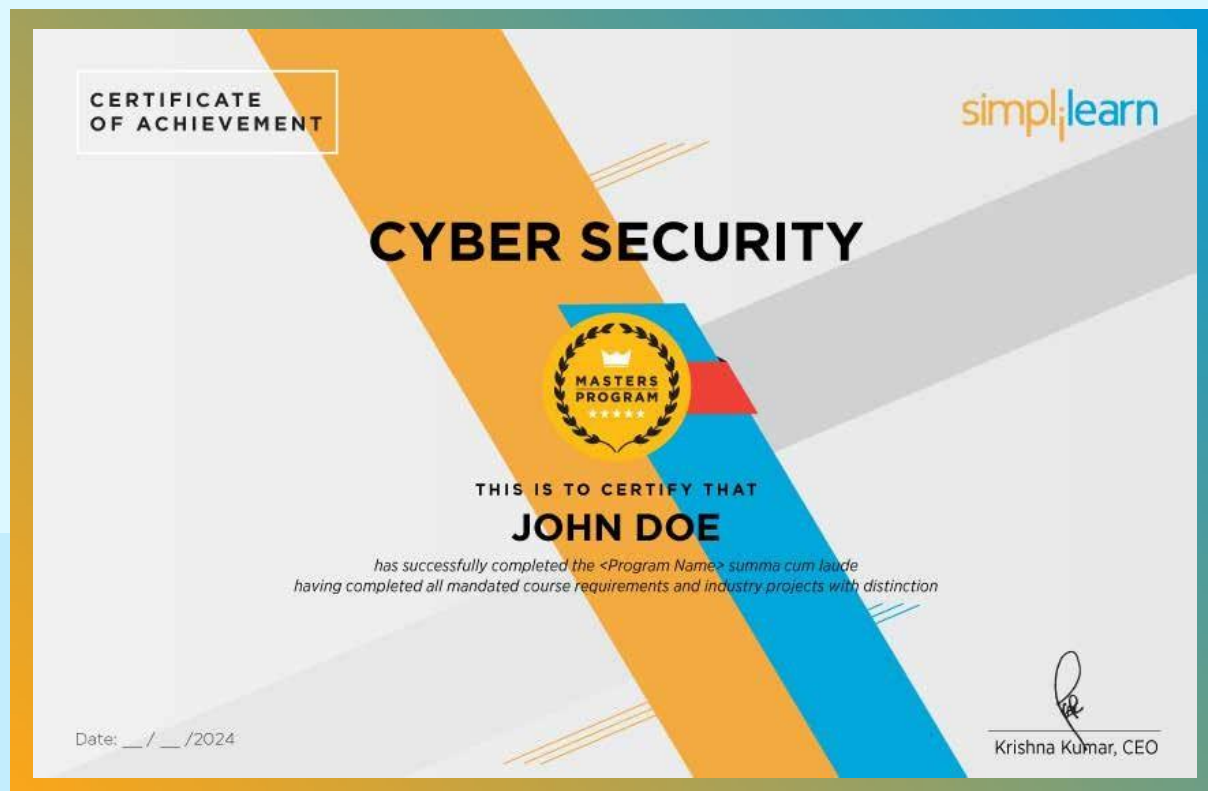 CERTIFICATE
OF ACHIEVEMENT
simplilearn
CYBER SECURITY
MASTERS
PROGRAM
THIS IS TO CERTIFY THAT
JOHN DOE
has successfully completed the <Program Name> summa cum laude
having completed all mandated course requirements and industry projects with distinction
Date: __ / __ /2024
Krishna Kumar, CEO